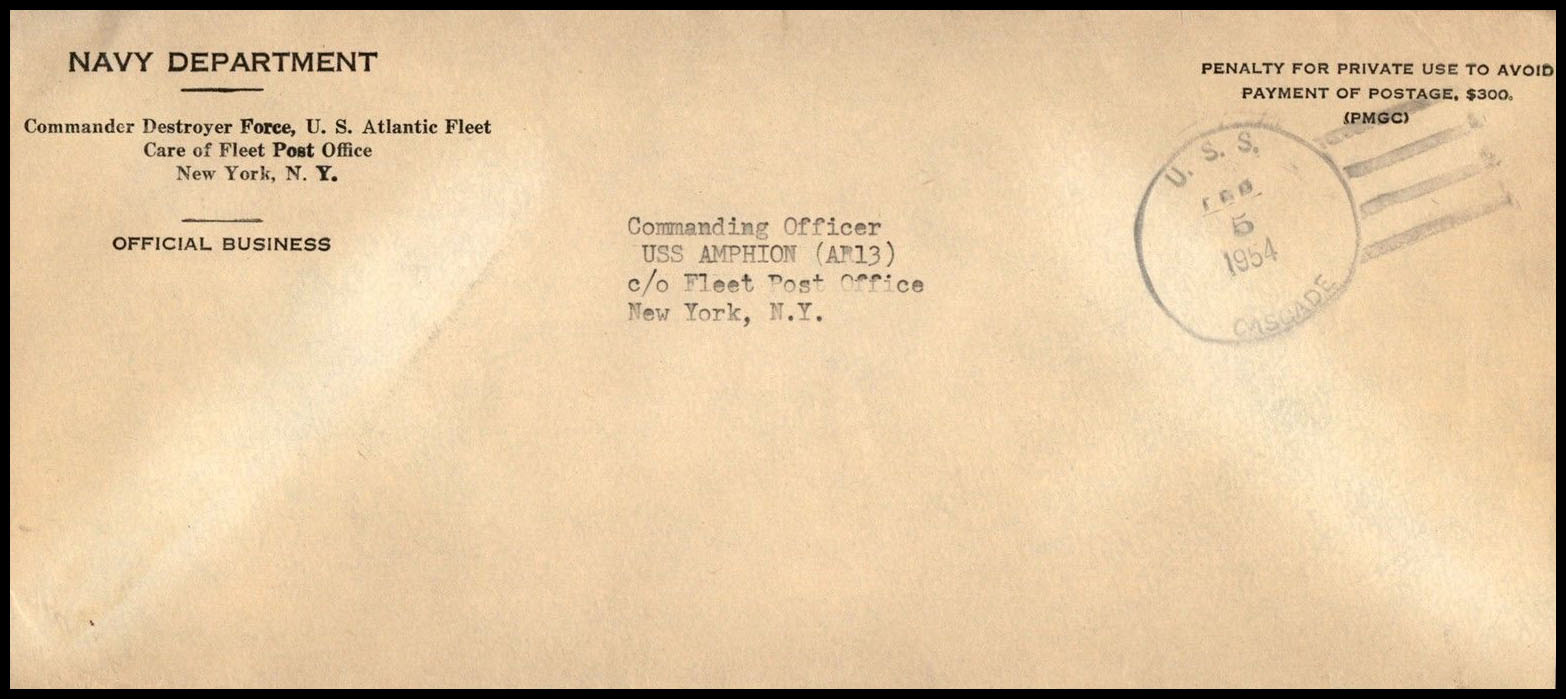 NAVY DEPARTMENT
Commander Destroyer Force, U. S. Atlantic Fleet
Care of Fleet Post Office
New York, N. Y.
OFFICIAL BUSINESS
PENALTY FOR PRIVATE USE TO AVOID
PAYMENT OF POSTAGE, $300.
(PMGC)
U. S. S.
FEB
5
1954
CASCADE
Commanding Officer
USS AMPHION (AR13)
c/o Fleet Post Office
New York, N.Y.